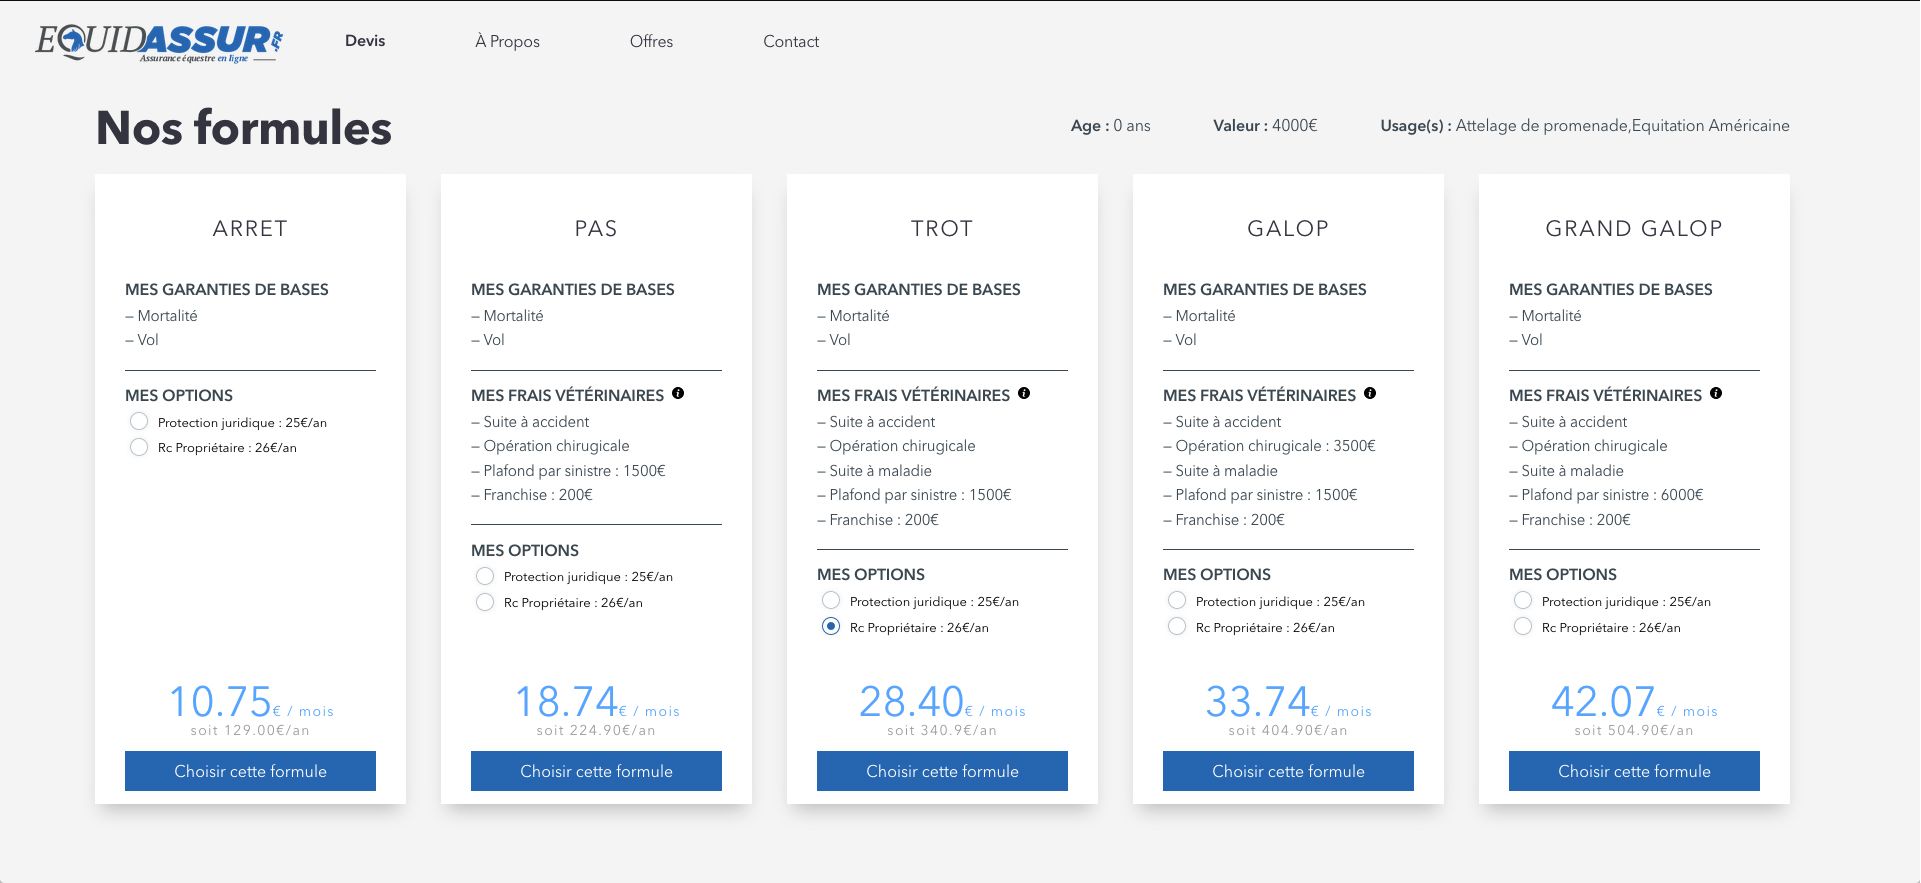 EQUIDASSUR.FR
Assurance équestre en ligne
Devis
À Propos
Offres
Contact
Nos formules
Age : 0 ans
Valeur : 4000€
Usage(s) : Attelage de promenade,Equitation Américaine
ARRET
MES GARANTIES DE BASES
– Mortalité
– Vol
MES OPTIONS
Protection juridique : 25€/an
Rc Propriétaire : 26€/an
10.75€ / mois
soit 129.00€/an
Choisir cette formule
PAS
MES GARANTIES DE BASES
– Mortalité
– Vol
MES FRAIS VÉTÉRINAIRES i
– Suite à accident
– Opération chirugicale
– Plafond par sinistre : 1500€
– Franchise : 200€
MES OPTIONS
Protection juridique : 25€/an
Rc Propriétaire : 26€/an
18.74€ / mois
soit 224.90€/an
Choisir cette formule
TROT
MES GARANTIES DE BASES
– Mortalité
– Vol
MES FRAIS VÉTÉRINAIRES i
– Suite à accident
– Opération chirugicale
– Suite à maladie
– Plafond par sinistre : 1500€
– Franchise : 200€
MES OPTIONS
Protection juridique : 25€/an
Rc Propriétaire : 26€/an
28.40€ / mois
soit 340.9€/an
Choisir cette formule
GALOP
MES GARANTIES DE BASES
– Mortalité
– Vol
MES FRAIS VÉTÉRINAIRES i
– Suite à accident
– Opération chirugicale : 3500€
– Suite à maladie
– Plafond par sinistre : 1500€
– Franchise : 200€
MES OPTIONS
Protection juridique : 25€/an
Rc Propriétaire : 26€/an
33.74€ / mois
soit 404.90€/an
Choisir cette formule
GRAND GALOP
MES GARANTIES DE BASES
– Mortalité
– Vol
MES FRAIS VÉTÉRINAIRES i
– Suite à accident
– Opération chirugicale
– Suite à maladie
– Plafond par sinistre : 6000€
– Franchise : 200€
MES OPTIONS
Protection juridique : 25€/an
Rc Propriétaire : 26€/an
42.07€ / mois
soit 504.90€/an
Choisir cette formule